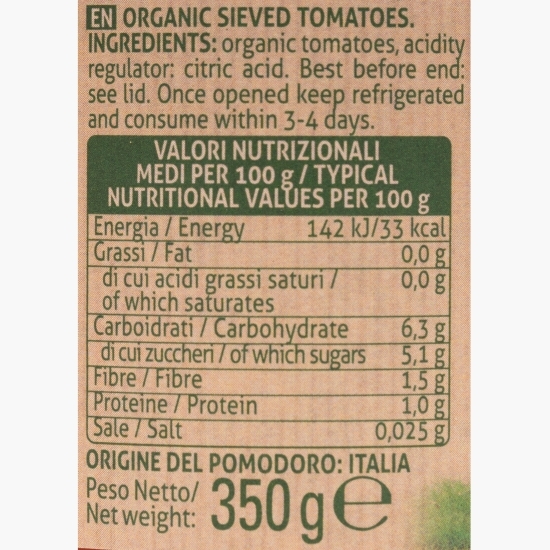 EN ORGANIC SIEVED TOMATOES.
INGREDIENTS: organic tomatoes, acidity
regulator: citric acid. Best before end:
see lid. Once opened keep refrigerated
and consume within 3-4 days.
VALORI NUTRIZIONALI
MEDI PER 100 g / TYPICAL
NUTRITIONAL VALUES PER 100 g
Energia / Energy 142 kJ/33 kcal
Grassi / Fat 0,0 g
di cui acidi grassi saturi / 0,0 g
of which saturates
Carboidrati / Carbohydrate 6,3 g
di cui zuccheri / of which sugars 5,1 g
Fibre / Fibre 1,5 g
Proteine / Protein 1,0 g
Sale / Salt 0,025 g
ORIGINE DEL POMODORO: ITALIA
Peso Netto/
Net weight: 350 g ℮